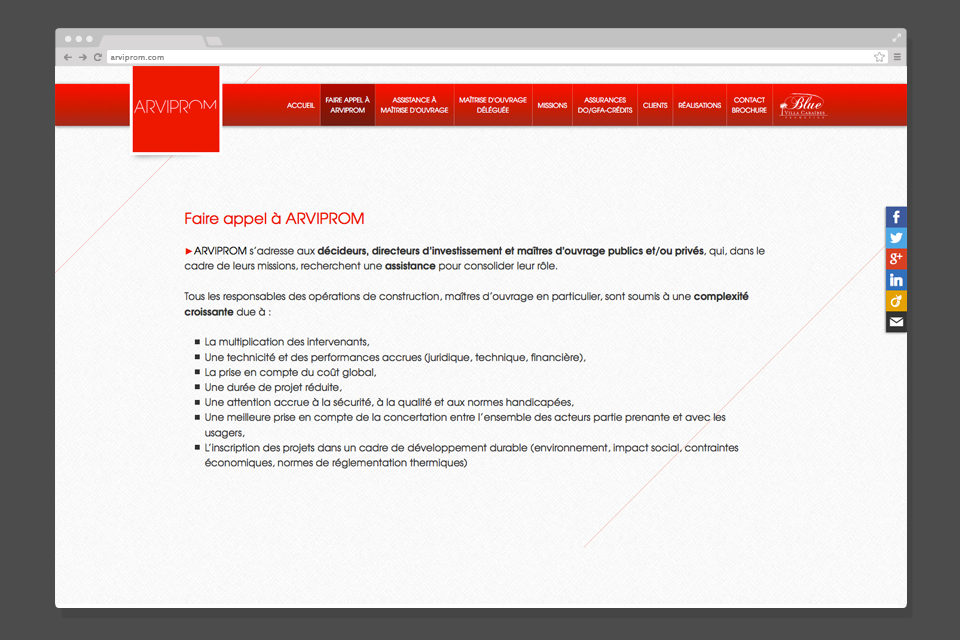 arviprom.com
ARVIPROM
ACCUEIL
FAIRE APPEL À
ARVIPROM
ASSISTANCE À
MAÎTRISE D'OUVRAGE
MAÎTRISE D'OUVRAGE
DÉLÉGUÉE
MISSIONS
ASSURANCES
DO/GFA-CRÉDITS
CLIENTS
RÉALISATIONS
CONTACT
BROCHURE
Blue
VILLA CARAÏBES
PROMOTION
Faire appel à ARVIPROM
►ARVIPROM s'adresse aux décideurs, directeurs d'investissement et maîtres d'ouvrage publics et/ou privés, qui, dans le
cadre de leurs missions, recherchent une assistance pour consolider leur rôle.
Tous les responsables des opérations de construction, maîtres d'ouvrage en particulier, sont soumis à une complexité
croissante due à :
■ La multiplication des intervenants,
■ Une technicité et des performances accrues (juridique, technique, financière),
■ La prise en compte du coût global,
■ Une durée de projet réduite,
■ Une attention accrue à la sécurité, à la qualité et aux normes handicapées,
■ Une meilleure prise en compte de la concertation entre l'ensemble des acteurs partie prenante et avec les
usagers,
■ L'inscription des projets dans un cadre de développement durable (environnement, impact social, contraintes
économiques, normes de réglementation thermiques)